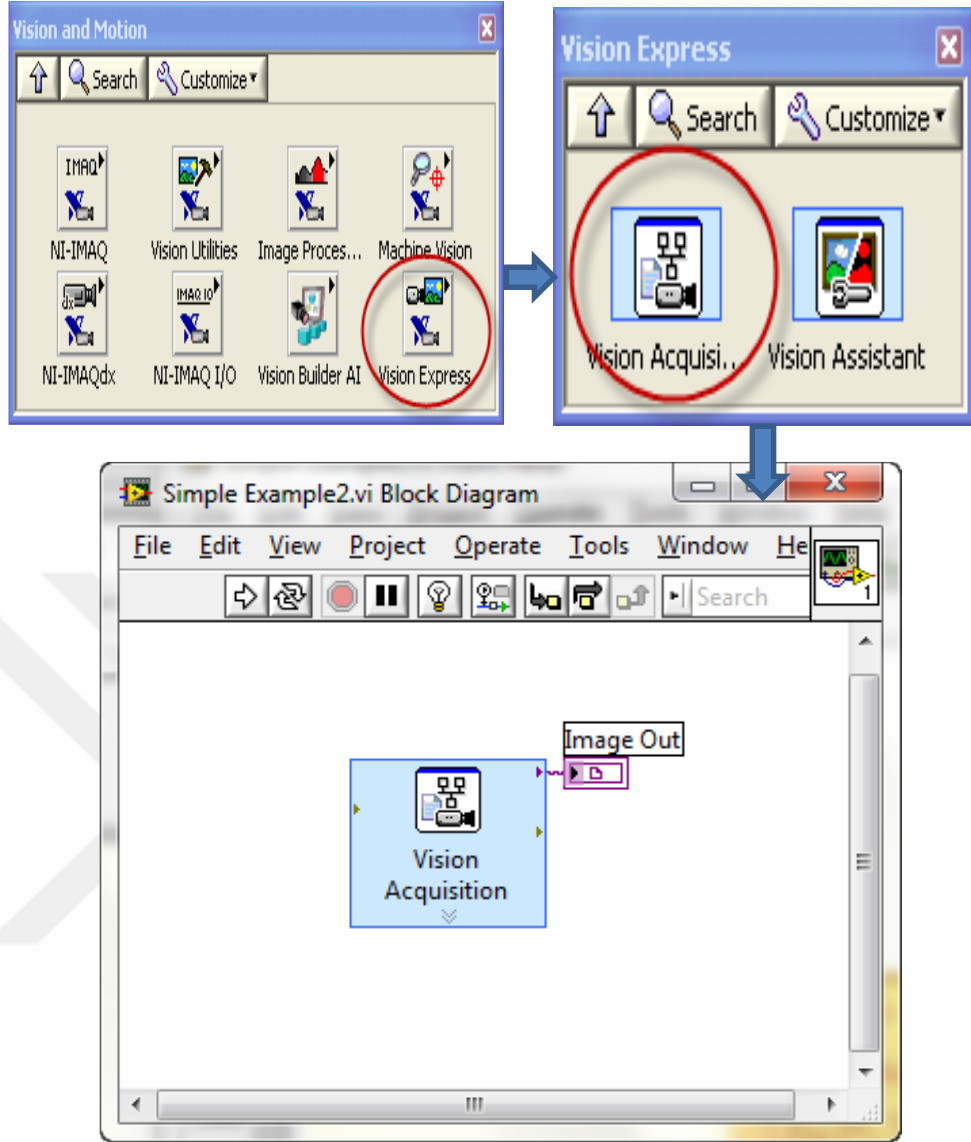 Vision and Motion
Search Customize
IMAQ
NI-IMAQ Vision Utilities Image Proces... Machine Vision
dx IMAQ IO
NI-IMAQdx NI-IMAQ I/O Vision Builder AI Vision Express
Vision Express
Search Customize
Vision Acquisi.. Vision Assistant
Simple Example2.vi Block Diagram
File Edit View Project Operate Tools Window He
Search
1
Image Out
Vision
Acquisition